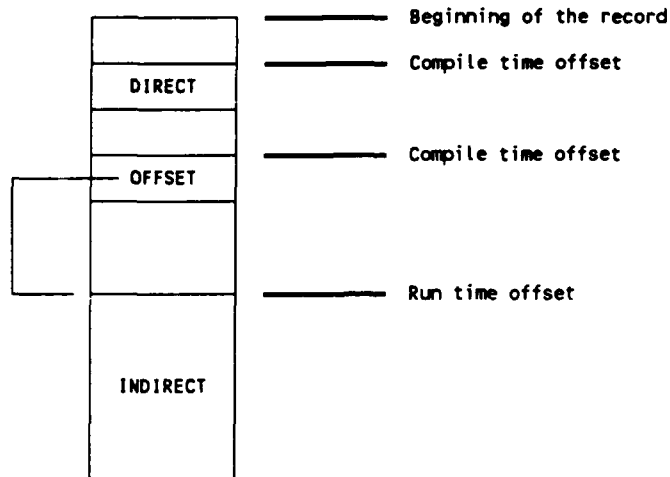 Beginning of the record
Compile time offset
DIRECT
Compile time offset
OFFSET
Run time offset
INDIRECT